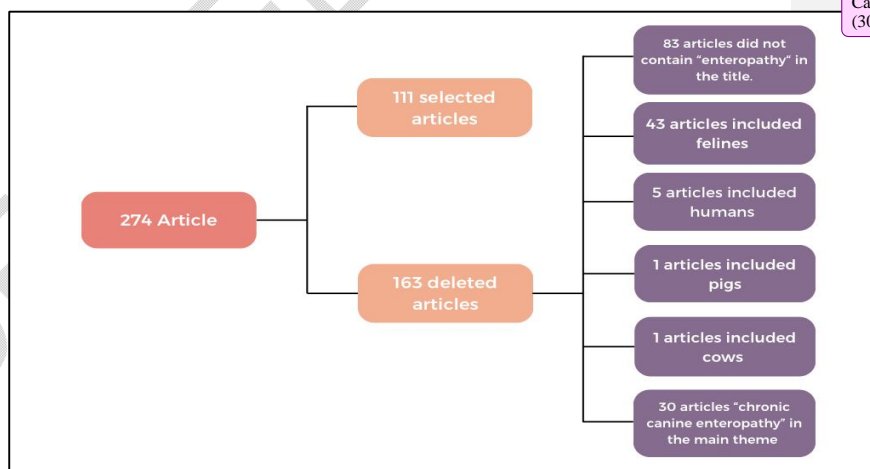 Ca
(30
83 articles did not
contain "enteropathy" in
the title.
111 selected
articles
43 articles included
felines
5 articles included
humans
274 Article
163 deleted
articles
1 articles included
pigs
1 articles included
cows
30 articles "chronic
canine enteropathy" in
the main theme